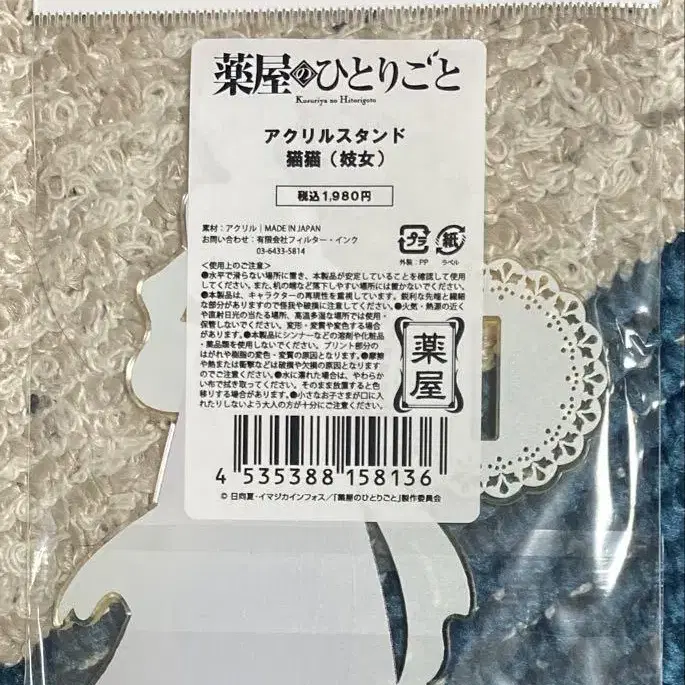 薬屋のひとりごと
Kusuriya no Hitorigoto
アクリルスタンド
猫猫（妓女）
税込1,980円
素材：アクリル｜MADE IN JAPAN
お問い合わせ：有限会社フィルター・インク
03-6433-5814
プラ
紙
外装：PP
ラベル
＜使用上のご注意＞
●水平で滑らない場所に置き、本製品が安定していることを確認して使用
してください。また、机の端など落下しやすい場所には置かないでください。
●本製品は、キャラクターの再現性を重視しています。鋭利な先端と繊細
な部分がありますので怪我や破損に注意してください。●火気・熱源の近く
や直射日光の当たる場所、高温多湿な場所では使用・
保管しないでください。変形・変質や変色する場合
があります。●本製品にシンナーなどの溶剤や化粧品
・薬品類を使用しないでください。プリント部分の
はがれや樹脂の変色・変質の原因となります。●摩擦
や熱または衝撃などは破損や欠損の原因となります
のでご注意ください。●水に濡れた場合は、やわらか
い布で拭き取ってください。そのまま放置すると色
移りする場合があります。●小さなお子さまが口に入
れたりしないよう大人の方が十分にご注意ください。
薬屋
4 535388 158136
© 日向夏・イマジカインフォス／「薬屋のひとりごと」製作委員会